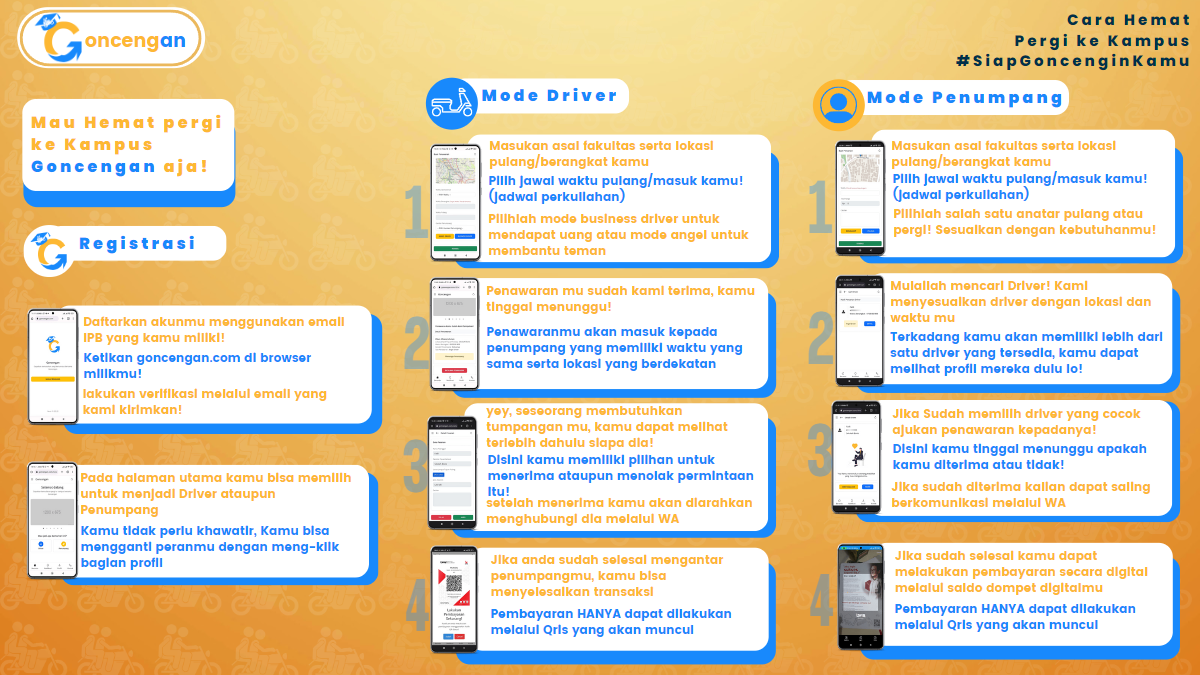 Goncengan
Cara Hemat
Pergi ke Kampus
#SiapGoncenginKamu
Mau Hemat pergi
ke Kampus
Goncengan aja!
Registrasi
Daftarkan akunmu menggunakan email
IPB yang kamu miliki!
Ketikan goncengan.com di browser
milikmu!
lakukan verifikasi melalui email yang
kami kirimkan!
Pada halaman utama kamu bisa memilih
untuk menjadi Driver ataupun
Penumpang
Kamu tidak perlu khawatir, Kamu bisa
mengganti peranmu dengan meng-klik
bagian profil
Mode Driver
1
Masukan asal fakultas serta lokasi
pulang/berangkat kamu
Pilih jawal waktu pulang/masuk kamu!
(jadwal perkuliahan)
Pilihlah mode business driver untuk
mendapat uang atau mode angel untuk
membantu teman
2
Penawaran mu sudah kami terima, kamu
tinggal menunggu!
Penawaranmu akan masuk kepada
penumpang yang memiliki waktu yang
sama serta lokasi yang berdekatan
3
yey, seseorang membutuhkan
tumpangan mu, kamu dapat melihat
terlebih dahulu siapa dia!
Disini kamu memiliki pilihan untuk
menerima ataupun menolak permintaan
itu!
setelah menerima kamu akan diarahkan
menghubungi dia melalui WA
4
Jika anda sudah selesai mengantar
penumpangmu, kamu bisa
menyelesaikan transaksi
Pembayaran HANYA dapat dilakukan
melalui Qris yang akan muncul
Mode Penumpang
1
Masukan asal fakultas serta lokasi
pulang/berangkat kamu
Pilih jawal waktu pulang/masuk kamu!
(jadwal perkuliahan)
Pilihlah salah satu anatar pulang atau
pergi! Sesuaikan dengan kebutuhanmu!
2
Mulailah mencari Driver! Kami
menyesuaikan driver dengan lokasi dan
waktu mu
Terkadang kamu akan memiliki lebih dari
satu driver yang tersedia, kamu dapat
melihat profil mereka dulu lo!
3
Jika Sudah memilih driver yang cocok
ajukan penawaran kepadanya!
Disini kamu tinggal menunggu apakah
kamu diterima atau tidak!
Jika sudah diterima kalian dapat saling
berkomunikasi melalui WA
4
Jika sudah selesai kamu dapat
melakukan pembayaran secara digital
melalui saldo dompet digitalmu
Pembayaran HANYA dapat dilakukan
melalui Qris yang akan muncul